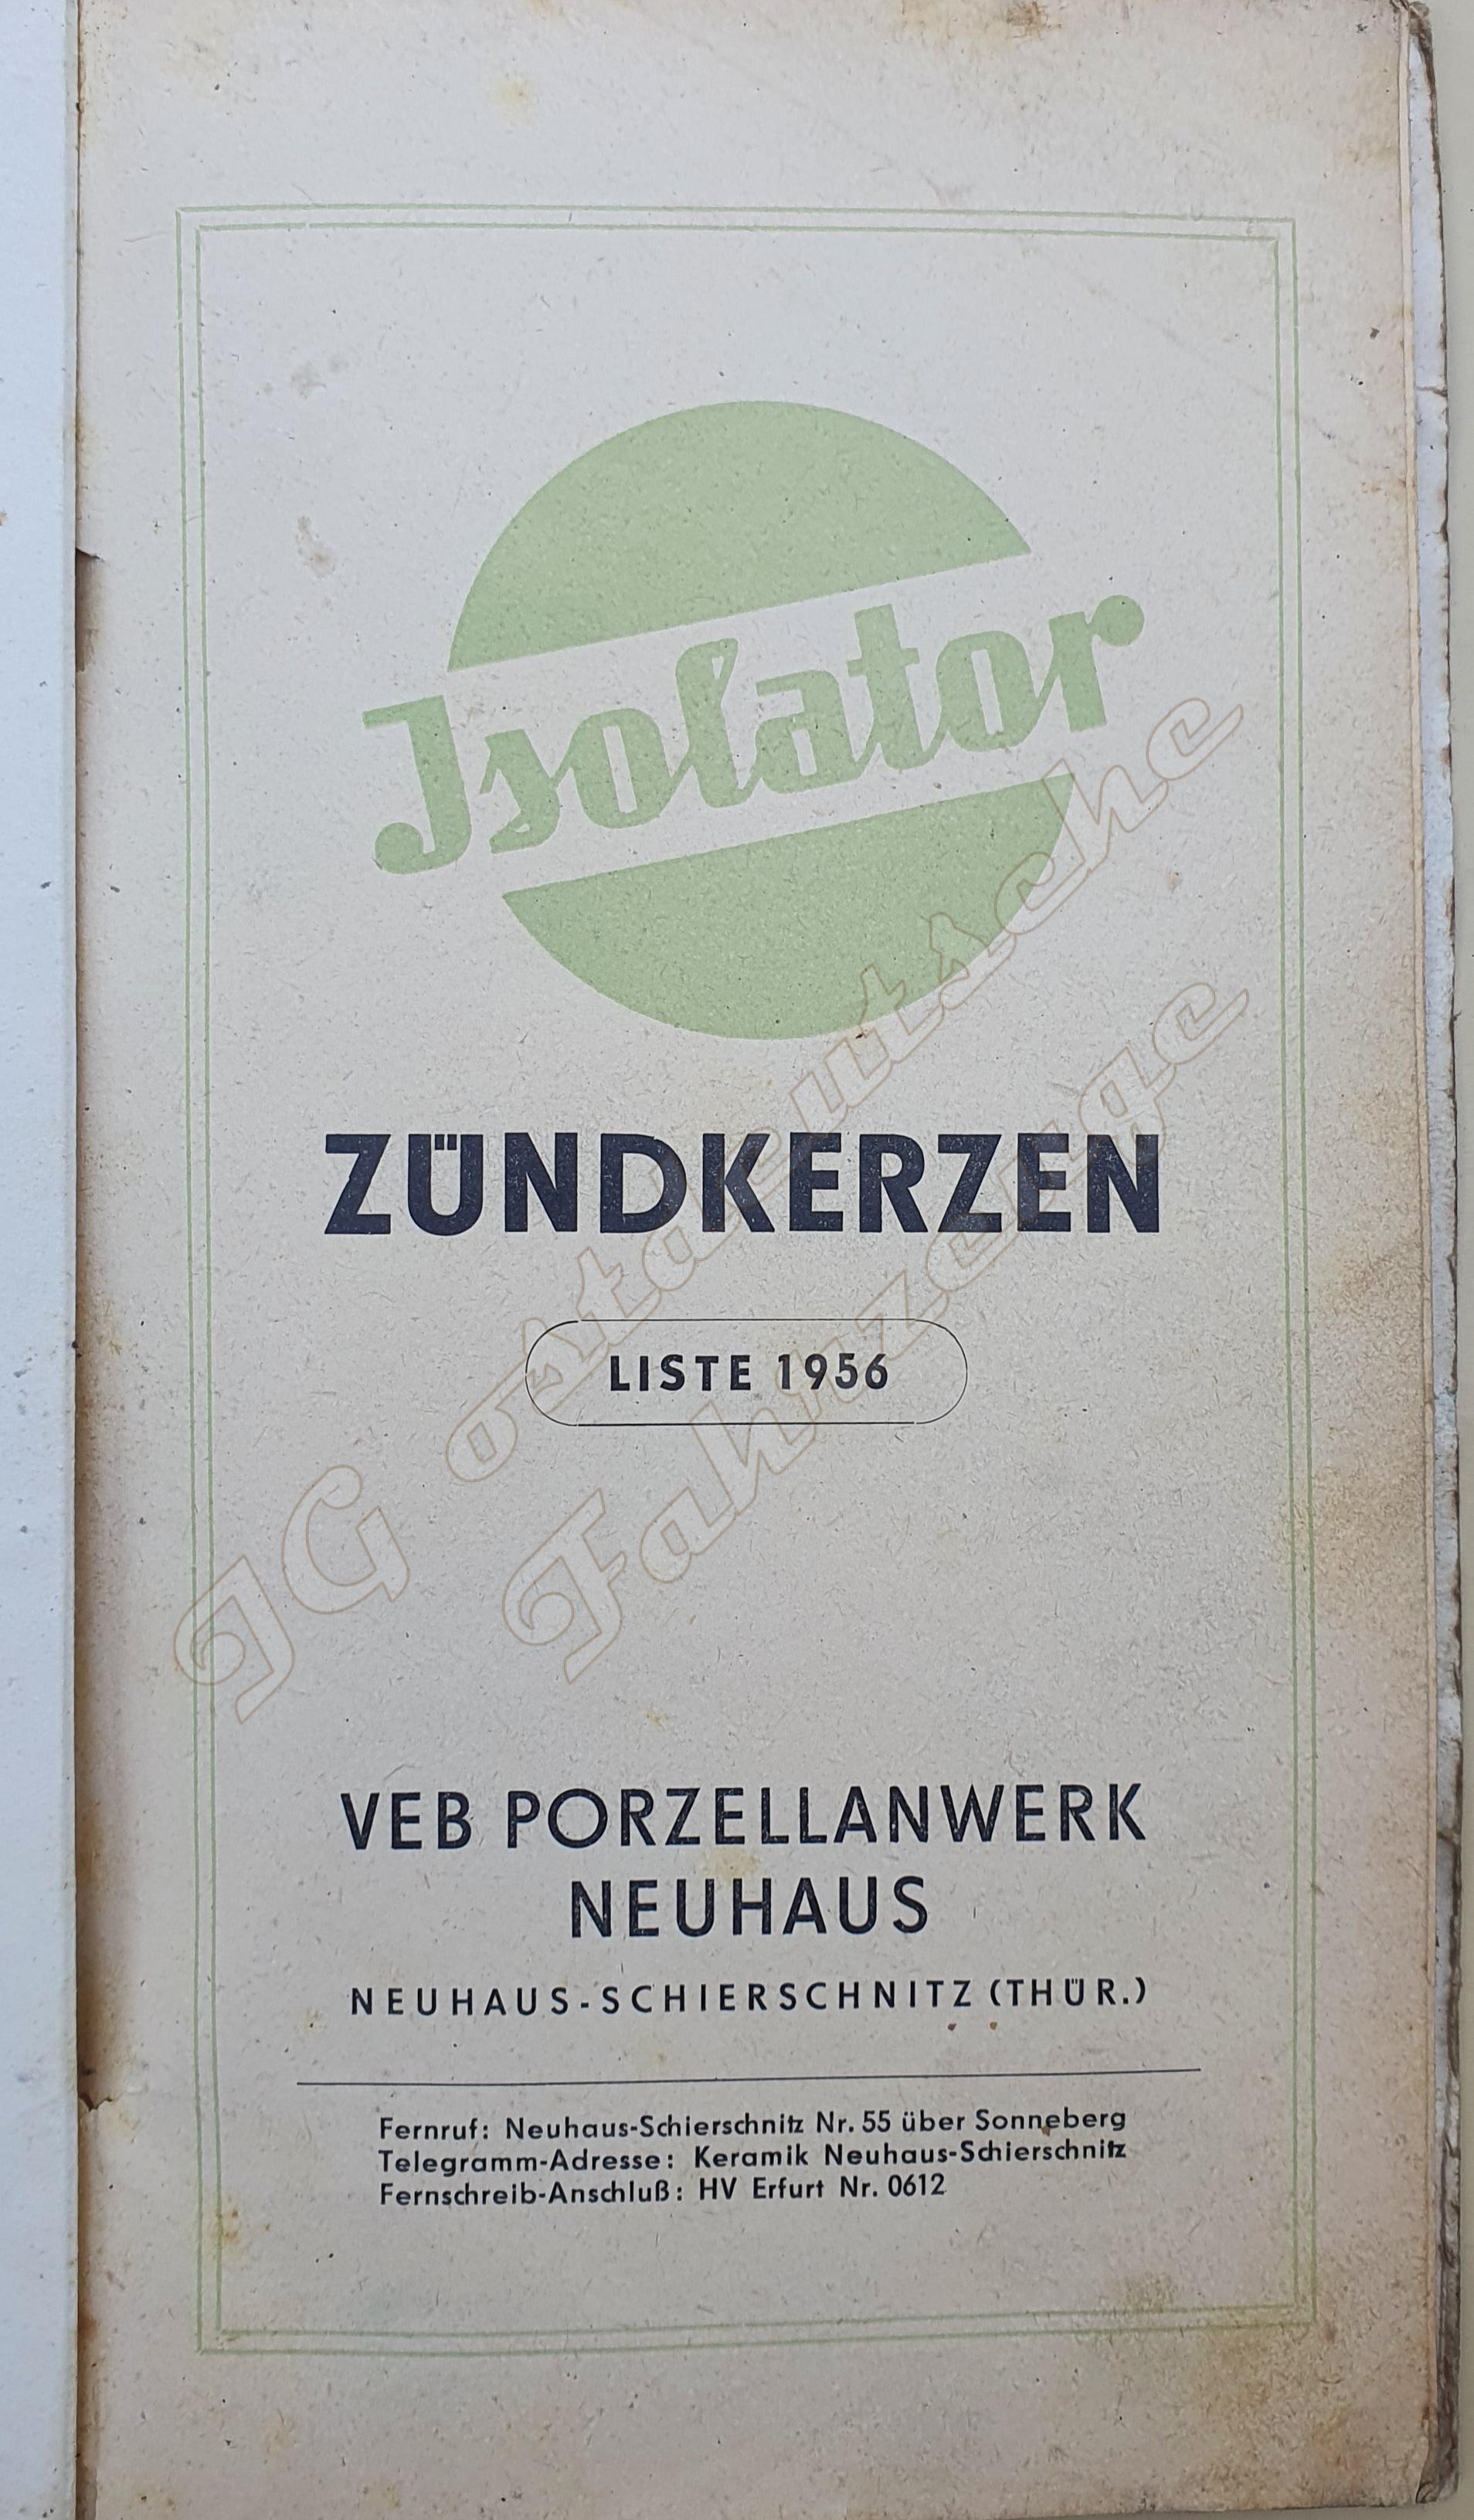 Isolator
ZÜNDKERZEN
LISTE 1956
IG ostdeutsche
Fahrzeuge
VEB PORZELLANWERK
NEUHAUS
NEUHAUS-SCHIERSCHNITZ (THÜR.)
Fernruf: Neuhaus-Schierschnitz Nr. 55 über Sonneberg
Telegramm-Adresse: Keramik Neuhaus-Schierschnitz
Fernschreib-Anschluß: HV Erfurt Nr. 0612